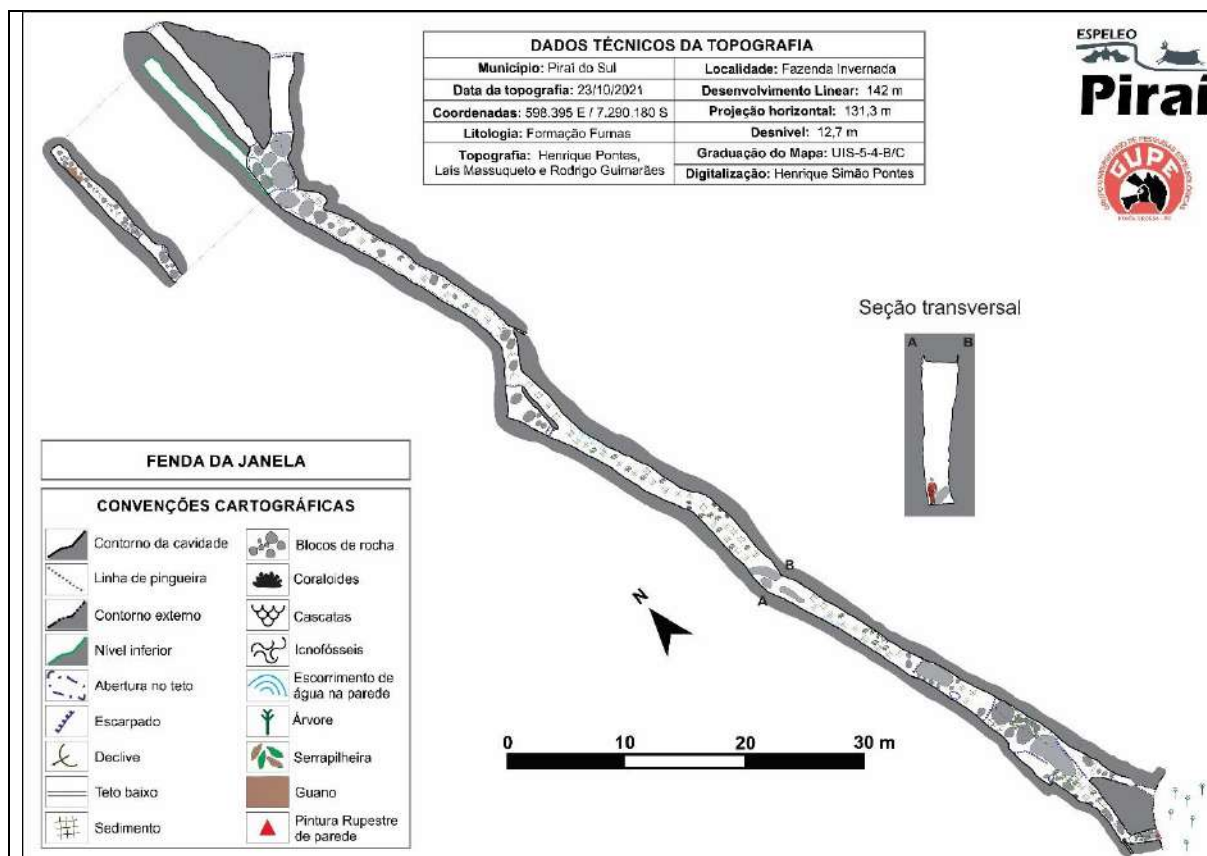 DADOS TÉCNICOS DA TOPOGRAFIA
Município: Piraí do Sul
Localidade: Fazenda Invernada
Data da topografia: 23/10/2021
Desenvolvimento Linear: 142 m
Coordenadas: 598.395 E / 7.290.180 S
Projeção horizontal: 131,3 m
Litologia: Formação Furnas
Desnível: 12,7 m
Topografia: Henrique Pontes,
Laís Massuqueto e Rodrigo Guimarães
Graduação do Mapa: UIS-5-4-B/C
Digitalização: Henrique Simão Pontes
ESPELEO
Piraí
GUPE
Seção transversal
A B
B
A
N
0 10 20 30 m
FENDA DA JANELA
CONVENÇÕES CARTOGRÁFICAS
Contorno da cavidade
Linha de pingueira
Contorno externo
Nível inferior
Abertura no teto
Escarpado
Declive
Teto baixo
Sedimento
Blocos de rocha
Coraloides
Cascatas
Icnofósseis
Escorrimento de
água na parede
Árvore
Serrapilheira
Guano
Pintura Rupestre
de parede